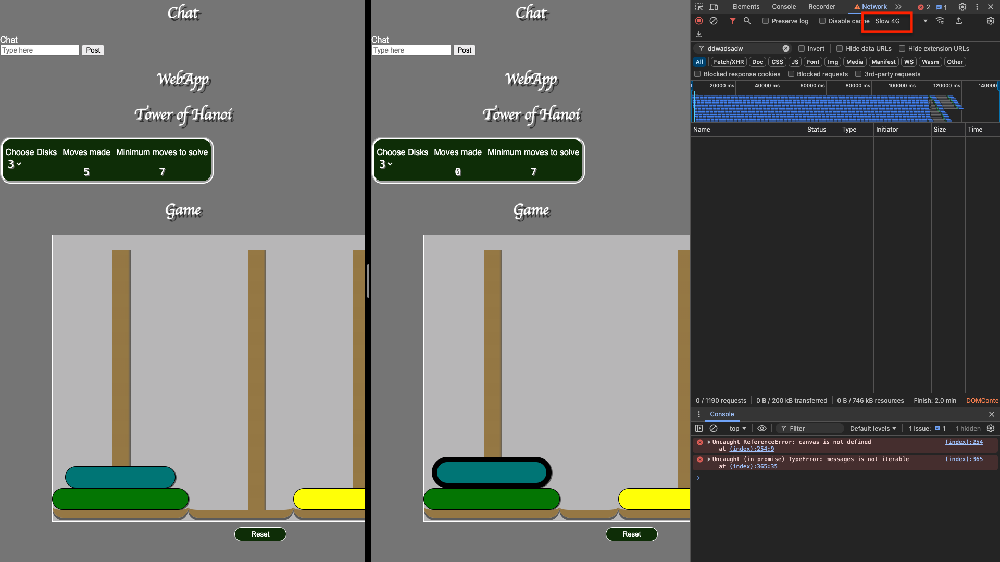 Chat
Chat
Type here
Post
WebApp
Tower of Hanoi
Choose Disks Moves made Minimum moves to solve
3
5 7
Game
Reset
Chat
Chat
Type here
Post
WebApp
Tower of Hanoi
Choose Disks Moves made Minimum moves to solve
3
0 7
Game
Reset
Elements Console Recorder Network 2 1
Preserve log Disable cache Slow 4G
ddwadsadw Invert Hide data URLs Hide extension URLs
All Fetch/XHR Doc CSS JS Font Img Media Manifest WS Wasm Other
Blocked response cookies Blocked requests 3rd-party requests
20000 ms 40000 ms 60000 ms 80000 ms 100000 ms 120000 ms 140000
Name Status Type Initiator Size Time
0 / 1190 requests 0 B / 200 kB transferred 0 B / 746 kB resources Finish: 2.0 min DOMConte
Console
top Filter Default levels 1 Issue: 1 1 hidden
Uncaught ReferenceError: canvas is not defined (index):254
at (index):254:9
Uncaught (in promise) TypeError: messages is not iterable (index):365
at (index):365:35